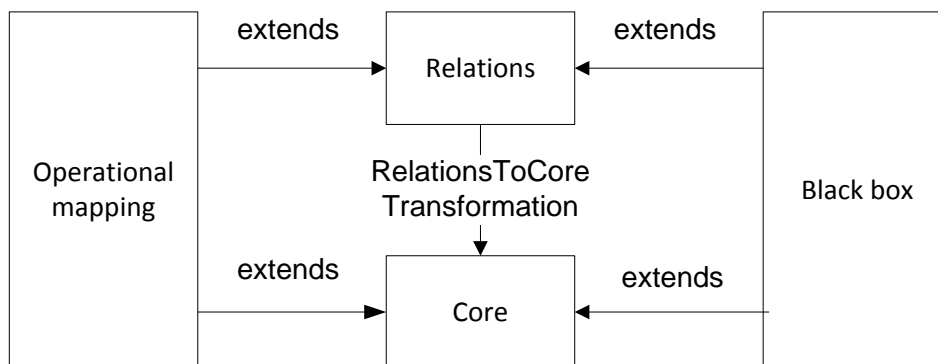 extends
extends
Relations
Operational
mapping
RelationsToCore
Transformation
Black box
extends
extends
Core